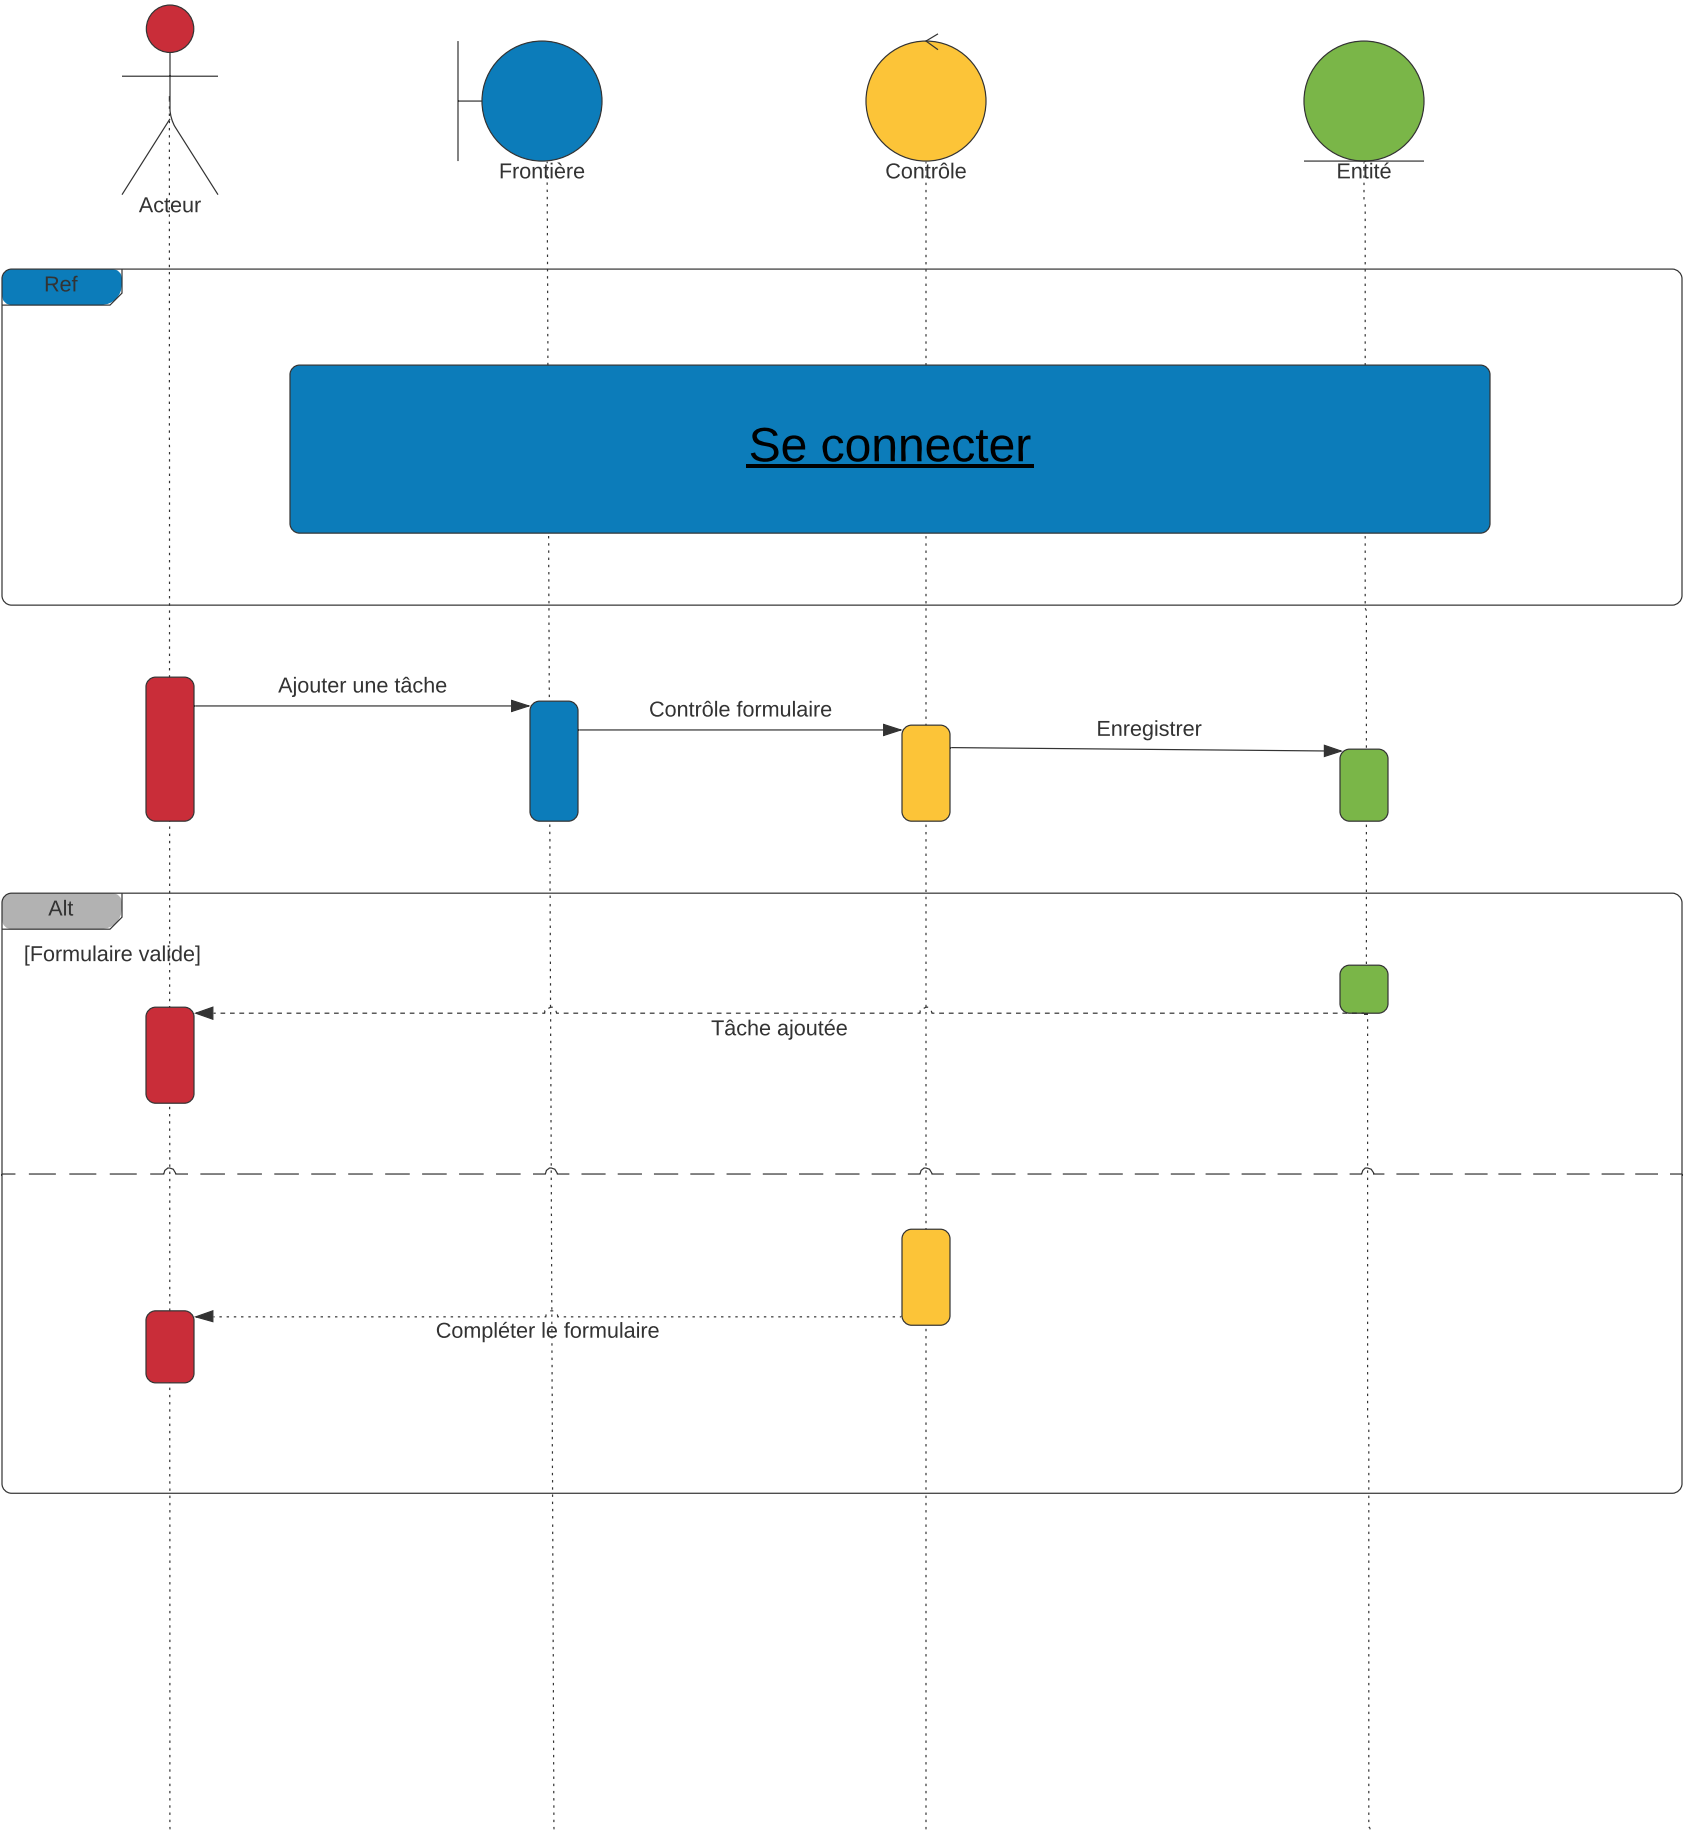 Acteur
Frontière
Contrôle
Entité
Ref
Se connecter
Ajouter une tâche
Contrôle formulaire
Enregistrer
Alt
[Formulaire valide]
Tâche ajoutée
Compléter le formulaire